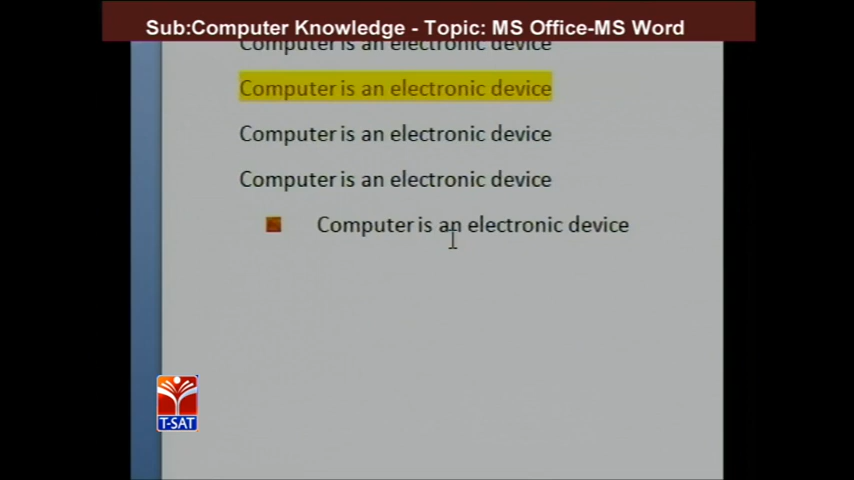 Sub:Computer Knowledge - Topic: MS Office-MS Word
Computer is an electronic device
Computer is an electronic device
Computer is an electronic device
Computer is an electronic device
Computer is an electronic device
T-SAT